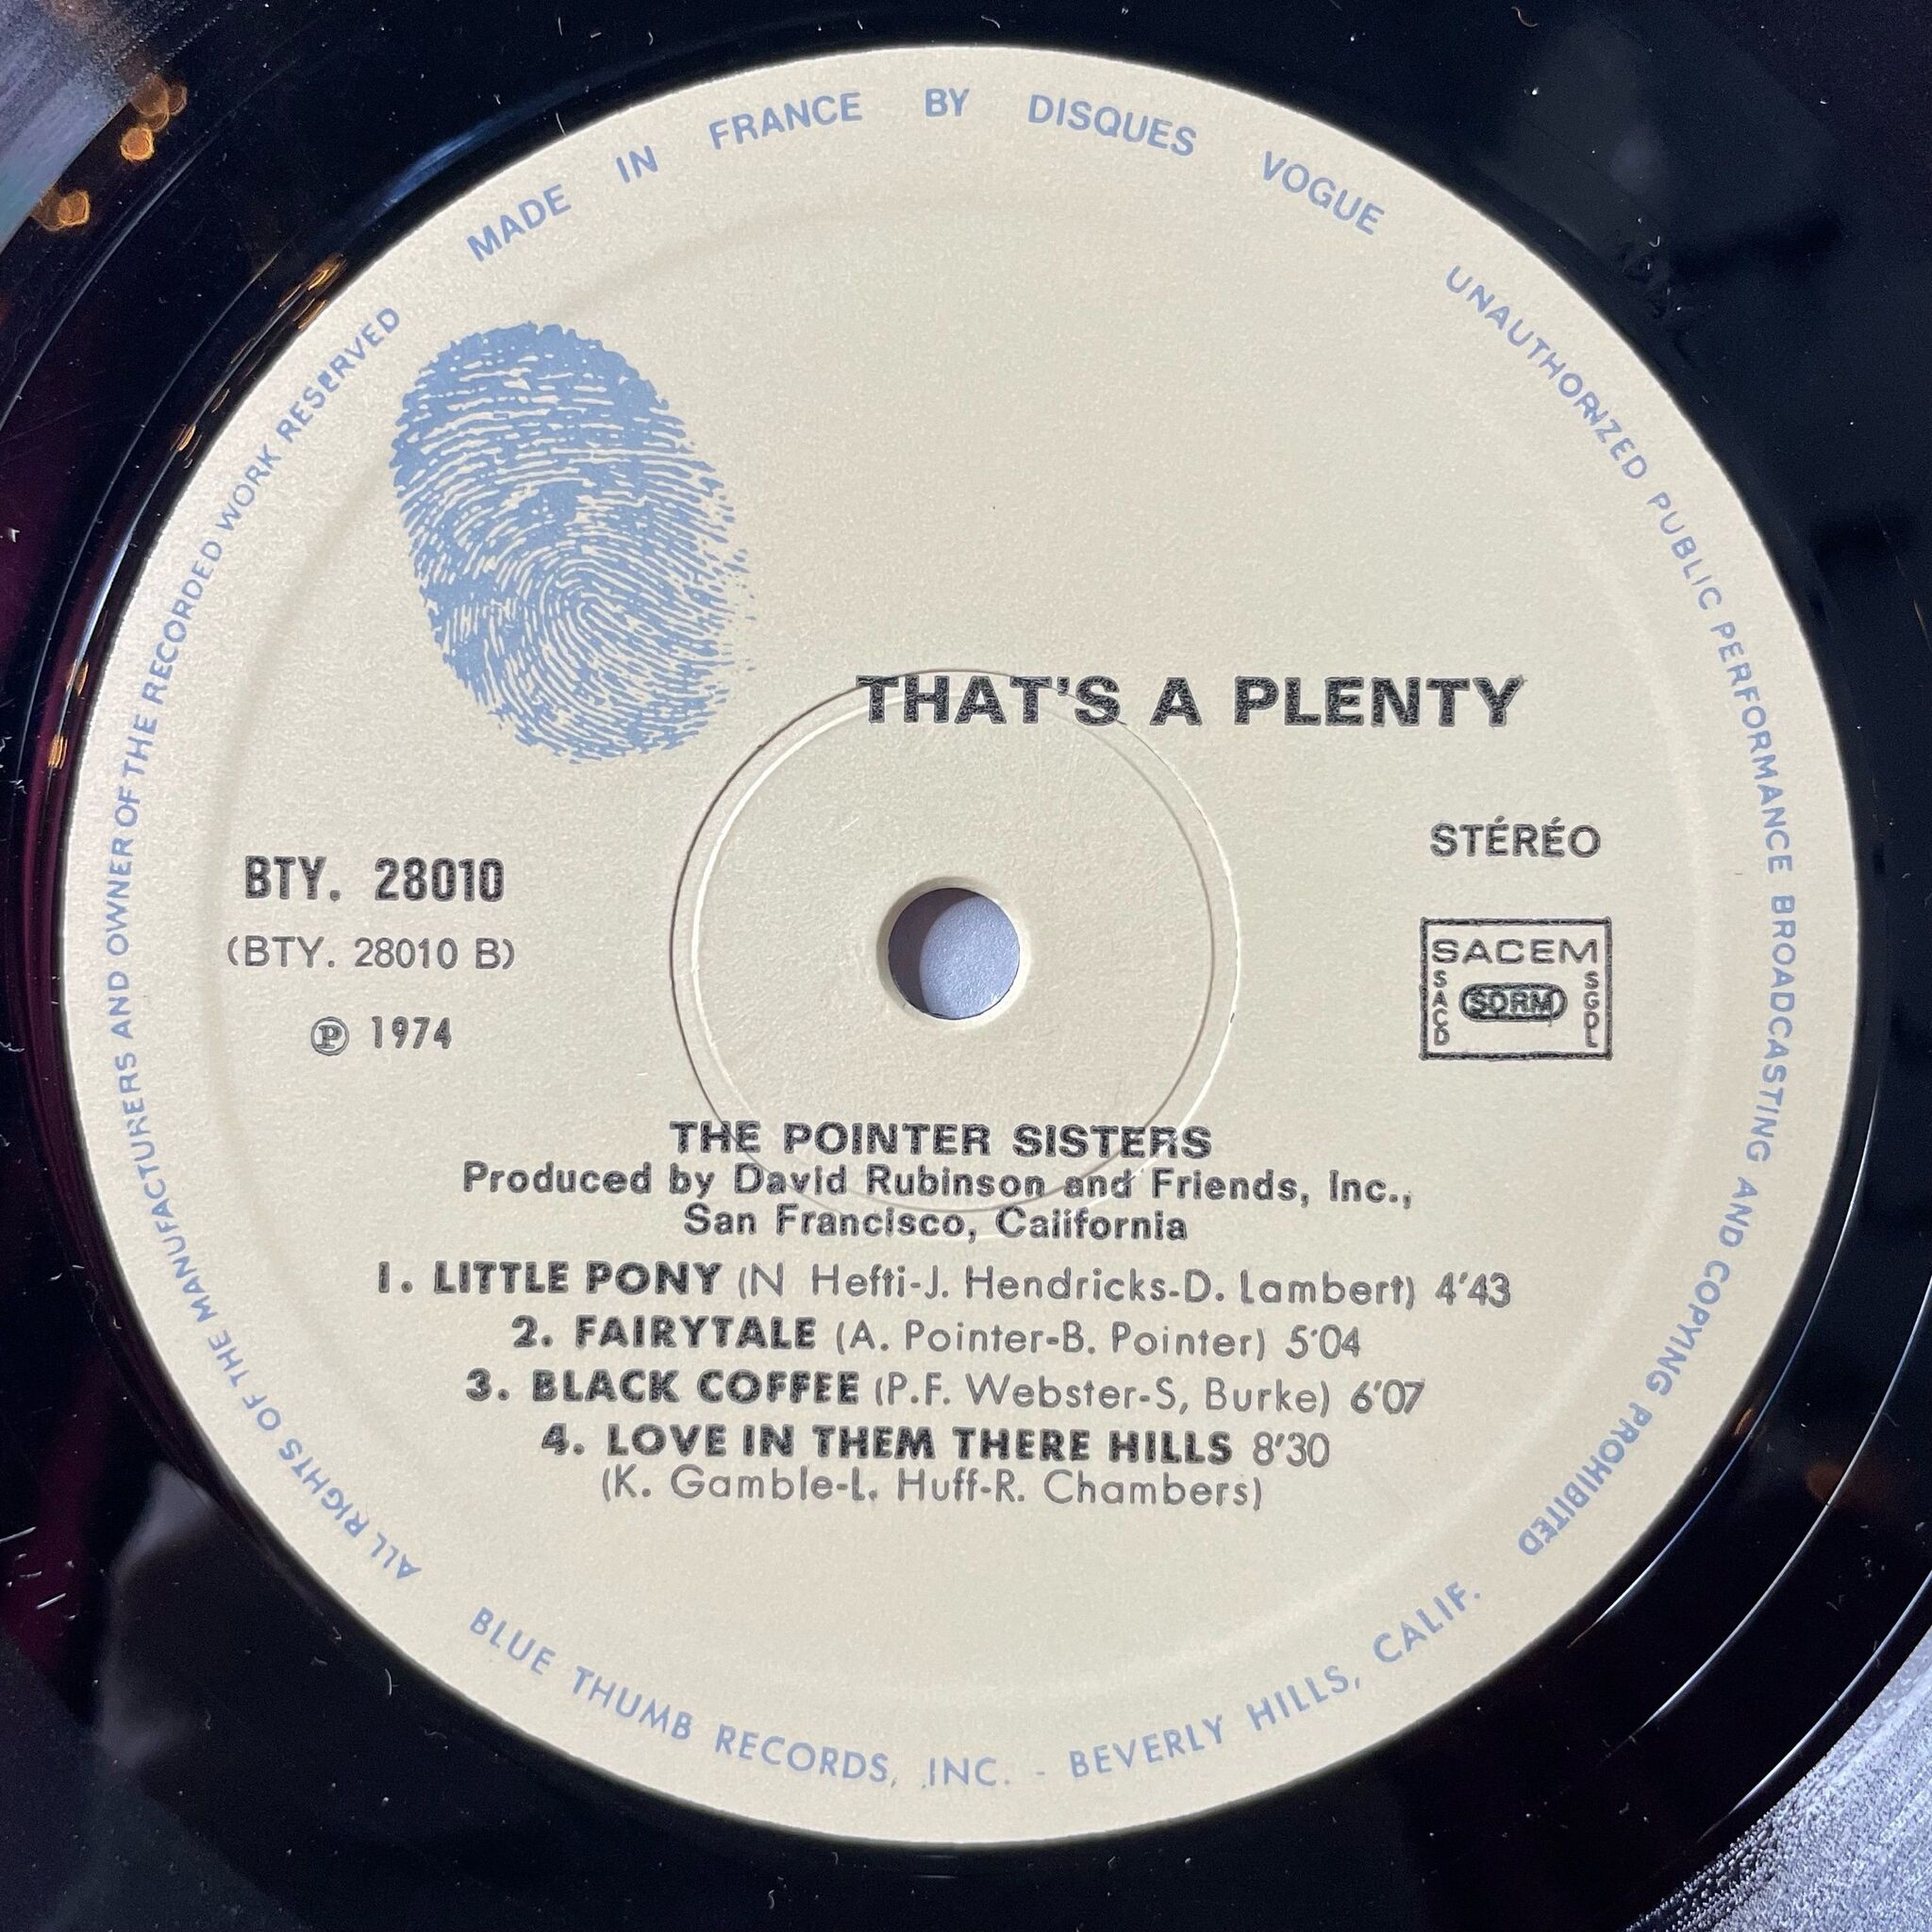 MADE IN FRANCE BY DISQUES VOGUE
UNAUTHORIZED PUBLIC PERFORMANCE BROADCASTING AND COPYING PROHIBITED
ALL RIGHTS OF THE MANUFACTURERS AND OWNER OF THE RECORDED WORK RESERVED
THAT'S A PLENTY
STÉRÉO
BTY. 28010
(BTY. 28010 B)
℗ 1974
SACEM
SACD
SDRM
SGDL
THE POINTER SISTERS
Produced by David Rubinson and Friends, Inc.,
San Francisco, California
1. LITTLE PONY (N Hefti-J. Hendricks-D. Lambert) 4'43
2. FAIRYTALE (A. Pointer-B. Pointer) 5'04
3. BLACK COFFEE (P.F. Webster-S, Burke) 6'07
4. LOVE IN THEM THERE HILLS 8'30
(K. Gamble-L. Huff-R. Chambers)
BLUE THUMB RECORDS, INC. - BEVERLY HILLS, CALIF.